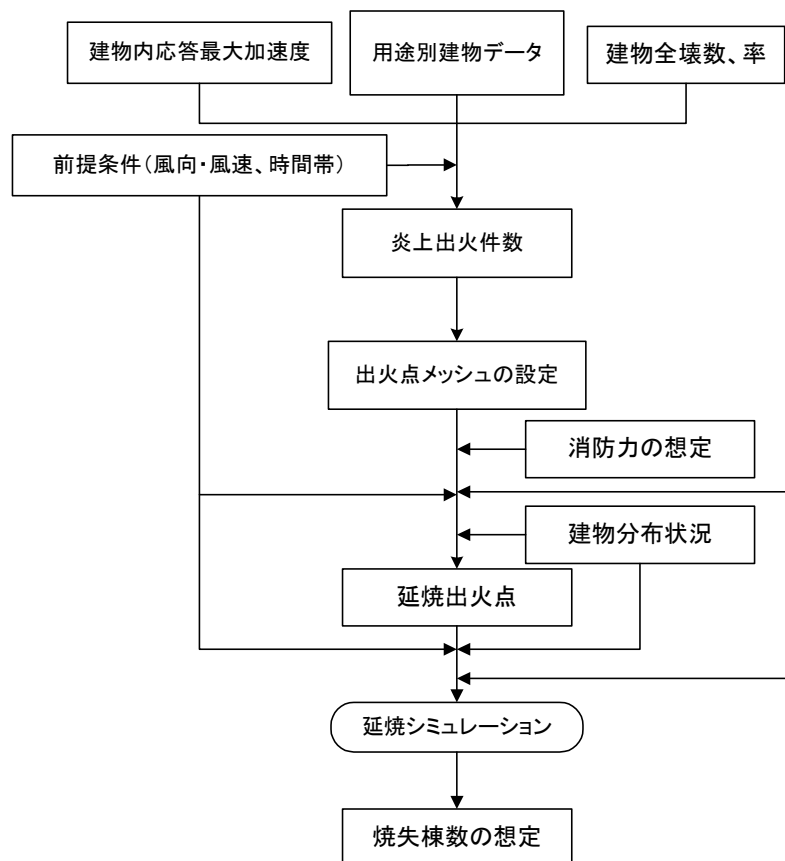 建物内応答最大加速度
用途別建物データ
建物全壊数、率
前提条件（風向・風速、時間帯）
炎上出火件数
出火点メッシュの設定
消防力の想定
建物分布状況
延焼出火点
延焼シミュレーション
焼失棟数の想定